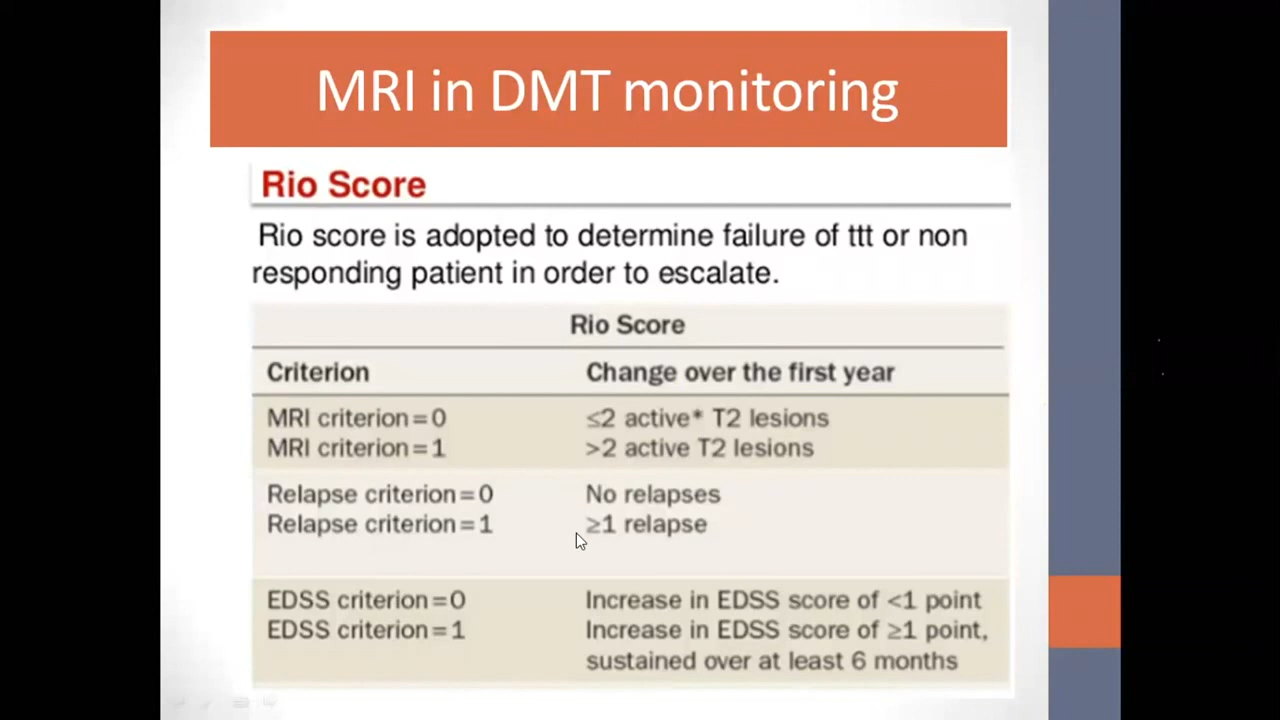 MRI in DMT monitoring
Rio Score
Rio score is adopted to determine failure of ttt or non
responding patient in order to escalate.
Rio Score
Criterion Change over the first year
MRI criterion=0 ≤2 active* T2 lesions
MRI criterion=1 >2 active T2 lesions
Relapse criterion=0 No relapses
Relapse criterion=1 ≥1 relapse
EDSS criterion=0 Increase in EDSS score of <1 point
EDSS criterion=1 Increase in EDSS score of ≥1 point,
sustained over at least 6 months